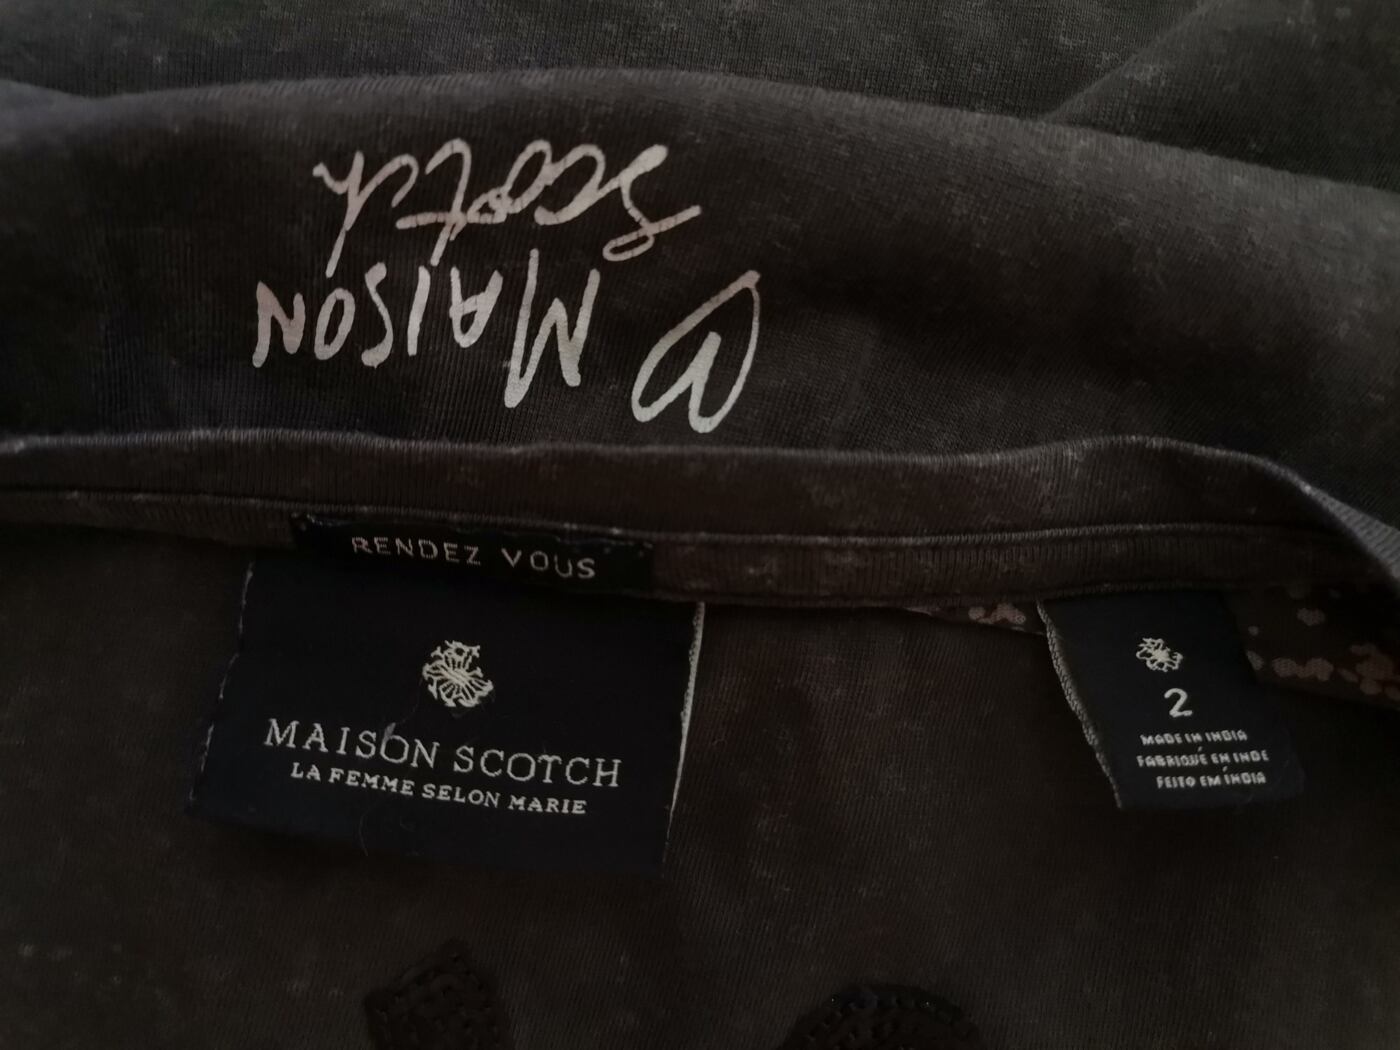 @ MAISON
Scotch
RENDEZ VOUS
MAISON SCOTCH
LA FEMME SELON MARIE
2
MADE IN INDIA
FABRIQUÉ EN INDE
FEITO EM ÍNDIA